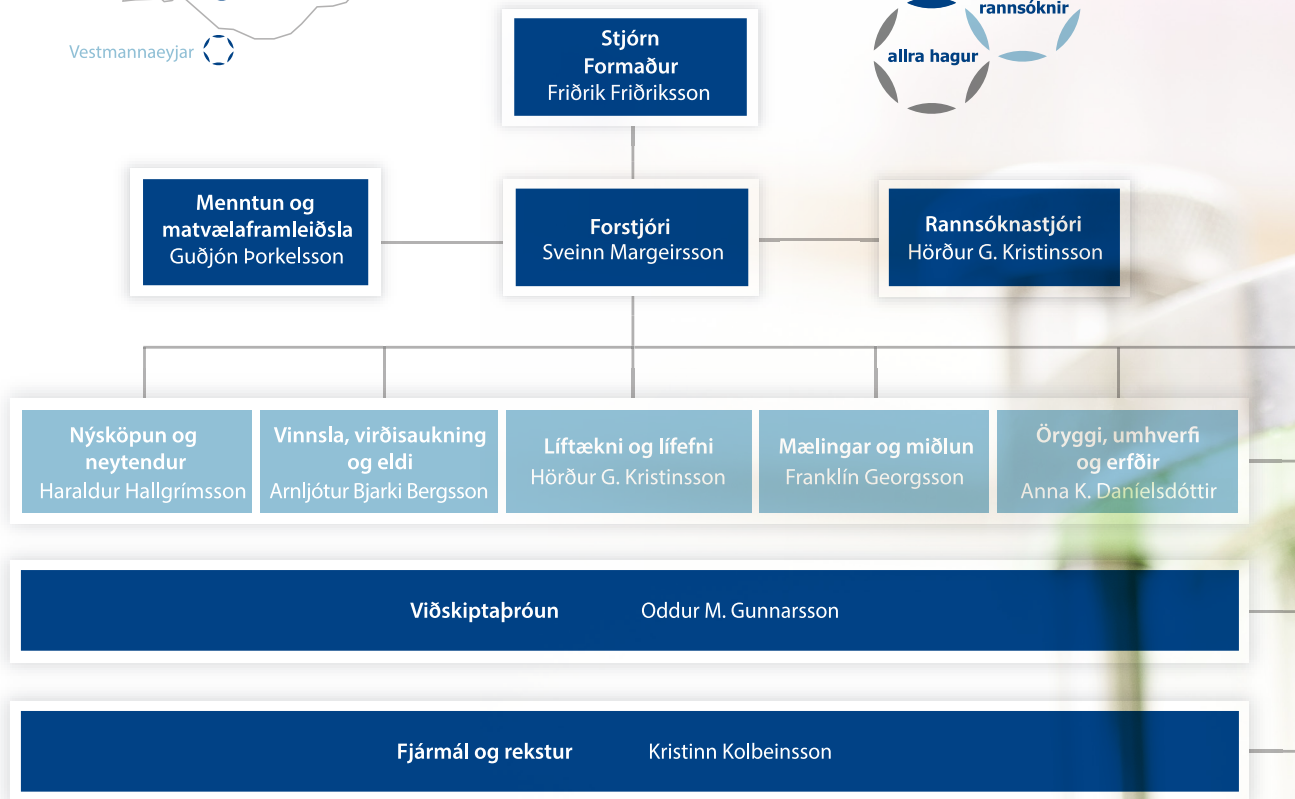 rannsóknir
Vestmannaeyjar
allra hagur
Stjórn
Formaður
Friðrik Friðriksson
Menntun og
matvælaframleiðsla
Guðjón Þorkelsson
Forstjóri
Sveinn Margeirsson
Rannsóknastjóri
Hörður G. Kristinsson
Nýsköpun og
neytendur
Haraldur Hallgrímsson
Vinnsla, virðisaukning
og eldi
Arnljótur Bjarki Bergsson
Líftækni og lífefni
Hörður G. Kristinsson
Mælingar og miðlun
Franklín Georgsson
Öryggi, umhverfi
og erfðir
Anna K. Daníelsdóttir
Viðskiptaþróun Oddur M. Gunnarsson
Fjármál og rekstur Kristinn Kolbeinsson